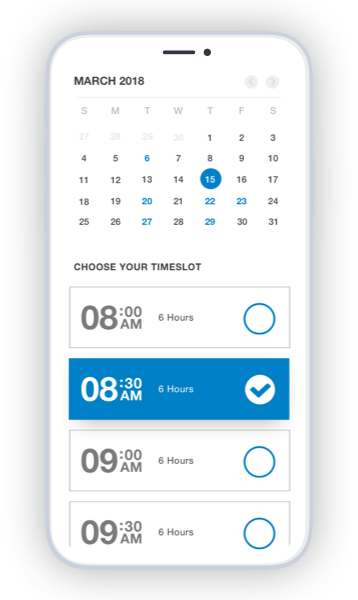 MARCH 2018
S M T W T F S
27 28 29 30 1 2 3
4 5 6 7 8 9 10
11 12 13 14 15 16 17
18 19 20 21 22 23 24
25 26 27 28 29 30 31
CHOOSE YOUR TIMESLOT
08:00 AM 6 Hours
08:30 AM 6 Hours
09:00 AM 6 Hours
09:30 AM 6 Hours